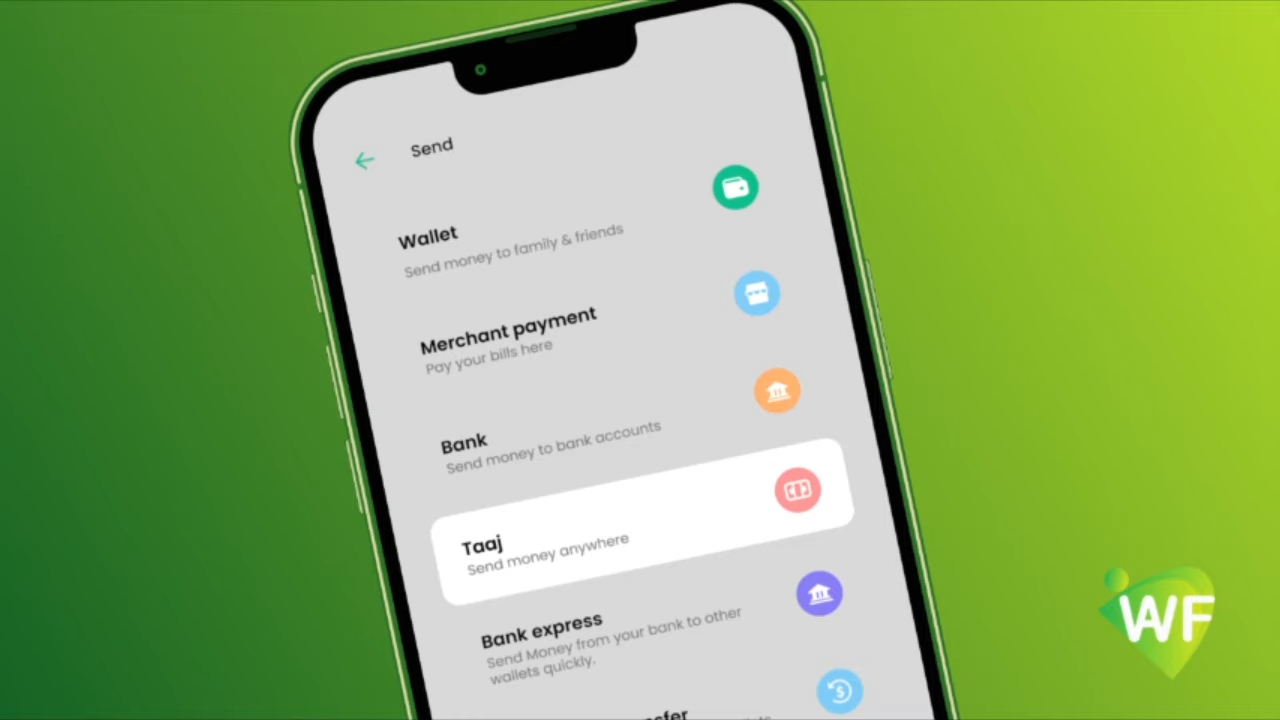 Send
Wallet
Send money to family & friends
Merchant payment
Pay your bills here
Bank
Send money to bank accounts
Taaj
Send money anywhere
Bank express
Send Money from your bank to other
wallets quickly.
WF